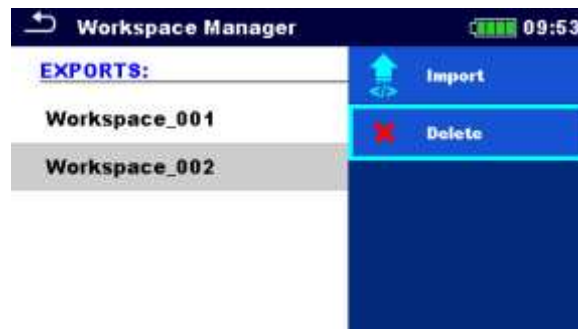 Workspace Manager 09:53
EXPORTS:
Import
Workspace_001
Delete
Workspace_002